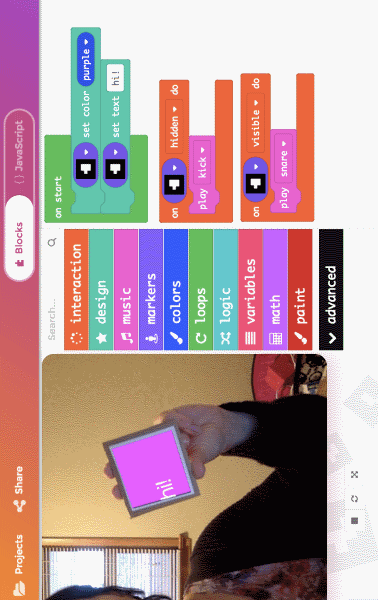 Projects
Share
Blocks
{ } JavaScript
hi!
Search...
interaction
design
music
markers
colors
loops
logic
variables
math
paint
advanced
on start
set color purple
set text hi!
on hidden do
play kick
on visible do
play snare